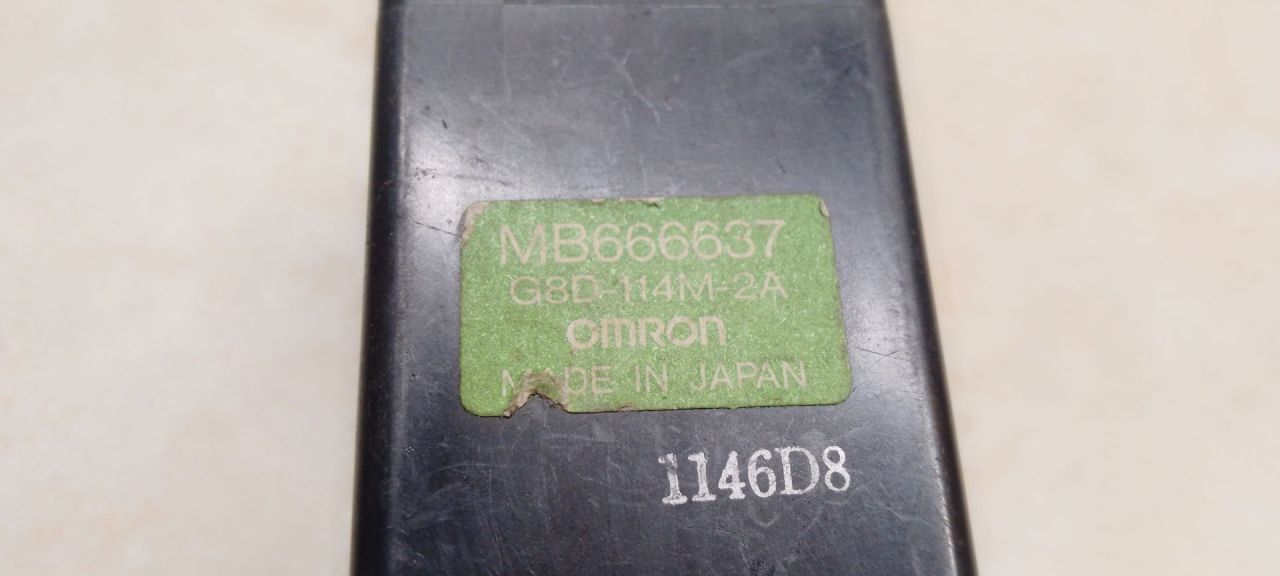 MB666637
G8D-114M-2A
OMRON
MADE IN JAPAN
1146D8